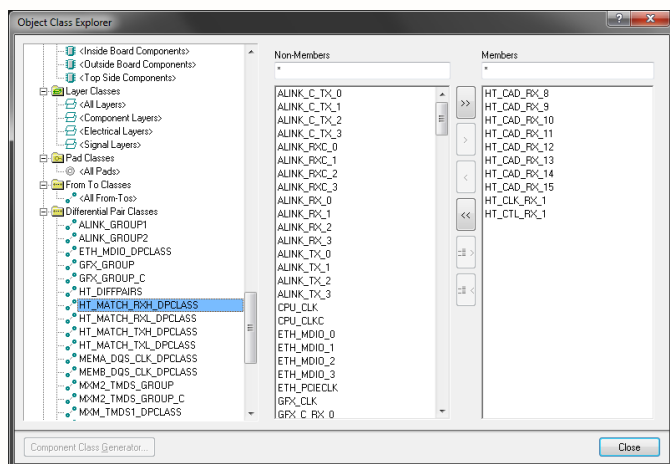 Object Class Explorer
<Inside Board Components>
<Outside Board Components>
<Top Side Components>
Layer Classes
<All Layers>
<Component Layers>
<Electrical Layers>
<Signal Layers>
Pad Classes
<All Pads>
From To Classes
<All From-Tos>
Differential Pair Classes
ALINK_GROUP1
ALINK_GROUP2
ETH_MDIO_DPCLASS
GFX_GROUP
GFX_GROUP_C
HT_DIFFPAIRS
HT_MATCH_RXH_DPCLASS
HT_MATCH_RXL_DPCLASS
HT_MATCH_TXH_DPCLASS
HT_MATCH_TXL_DPCLASS
MEMA_DQS_CLK_DPCLASS
MEMB_DQS_CLK_DPCLASS
MXM2_TMDS_GROUP
MXM2_TMDS_GROUP_C
MXM_TMDS1_DPCLASS
Non-Members
*
ALINK_C_TX_0
ALINK_C_TX_1
ALINK_C_TX_2
ALINK_C_TX_3
ALINK_RXC_0
ALINK_RXC_1
ALINK_RXC_2
ALINK_RXC_3
ALINK_RX_0
ALINK_RX_1
ALINK_RX_2
ALINK_RX_3
ALINK_TX_0
ALINK_TX_1
ALINK_TX_2
ALINK_TX_3
CPU_CLK
CPU_CLKC
ETH_MDIO_0
ETH_MDIO_1
ETH_MDIO_2
ETH_MDIO_3
ETH_PCIECLK
GFX_CLK
GFX_C_RX_0
>>
>
<
<<
>
<
Members
*
HT_CAD_RX_8
HT_CAD_RX_9
HT_CAD_RX_10
HT_CAD_RX_11
HT_CAD_RX_12
HT_CAD_RX_13
HT_CAD_RX_14
HT_CAD_RX_15
HT_CLK_RX_1
HT_CTL_RX_1
Component Class Generator...
Close